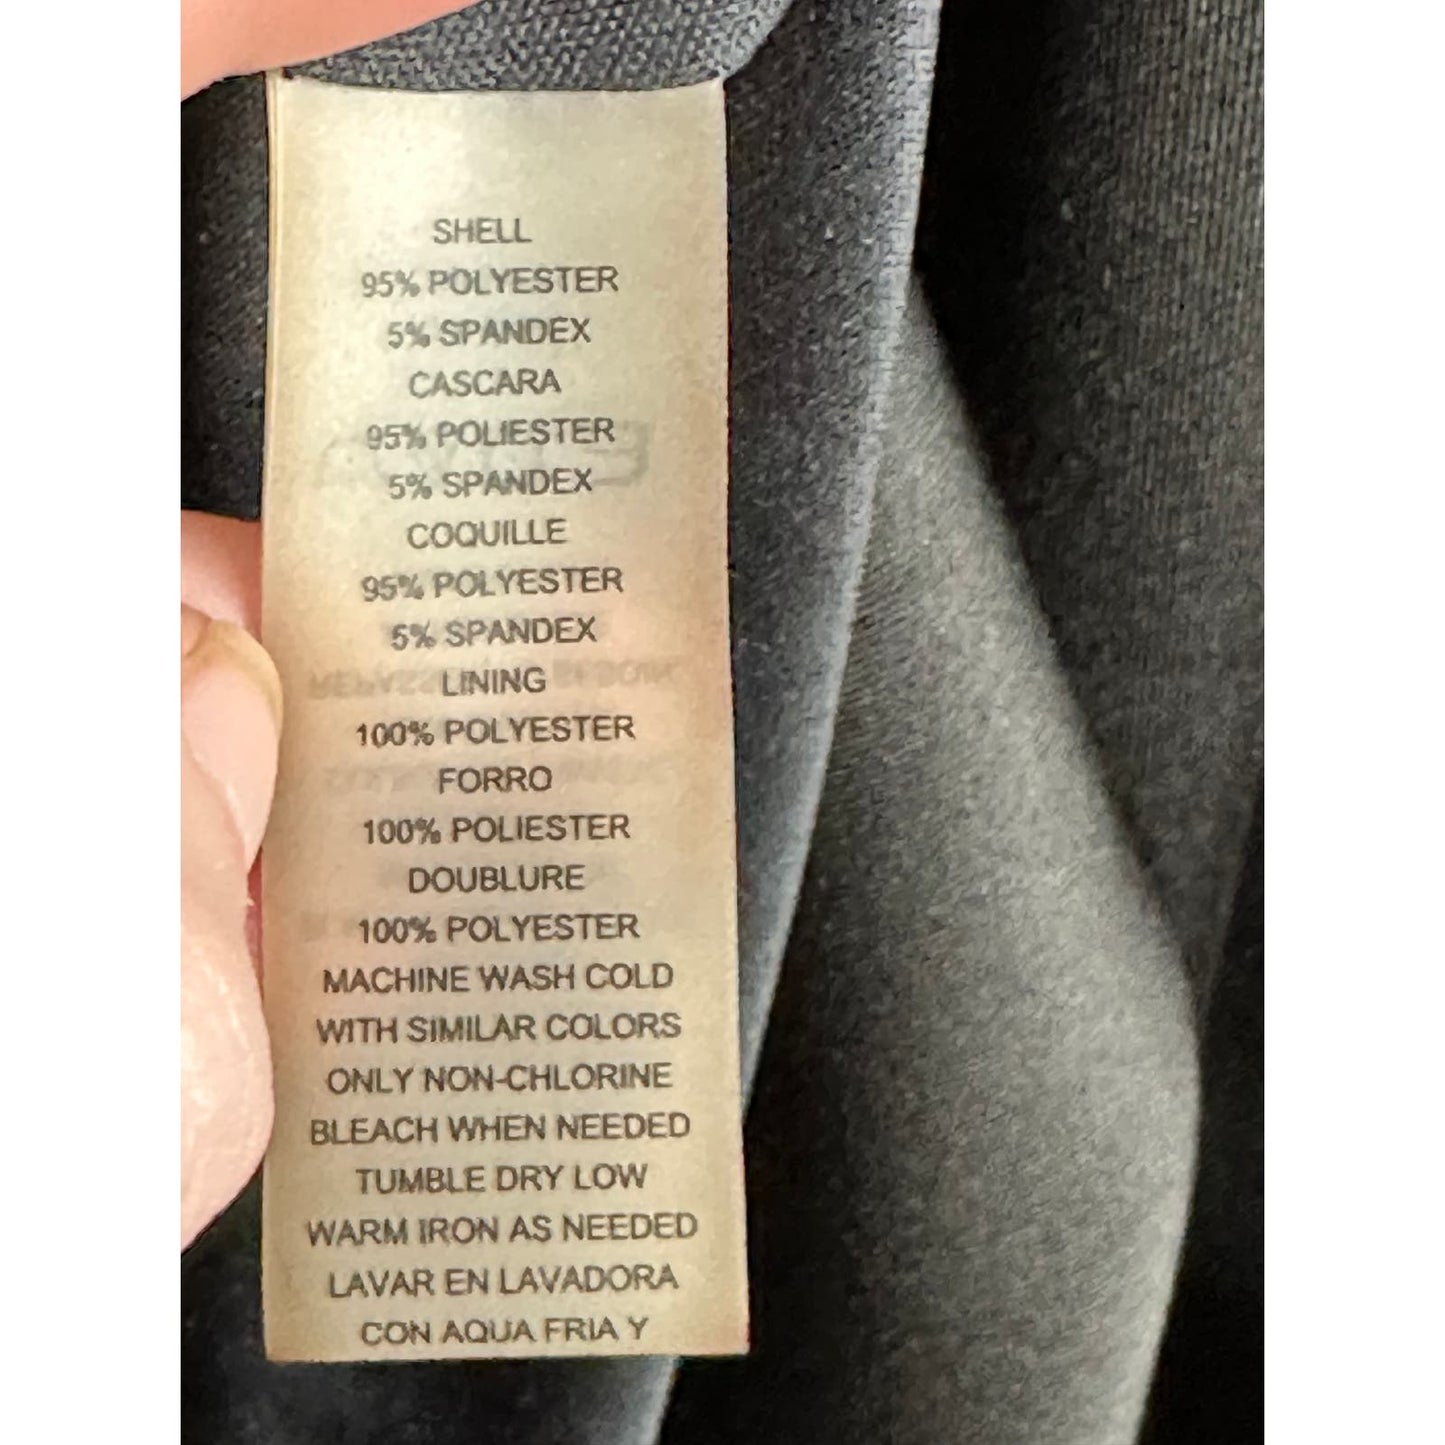 SHELL
95% POLYESTER
5% SPANDEX
CASCARA
95% POLIESTER
5% SPANDEX
COQUILLE
95% POLYESTER
5% SPANDEX
LINING
100% POLYESTER
FORRO
100% POLIESTER
DOUBLURE
100% POLYESTER
MACHINE WASH COLD
WITH SIMILAR COLORS
ONLY NON-CHLORINE
BLEACH WHEN NEEDED
TUMBLE DRY LOW
WARM IRON AS NEEDED
LAVAR EN LAVADORA
CON AQUA FRIA Y